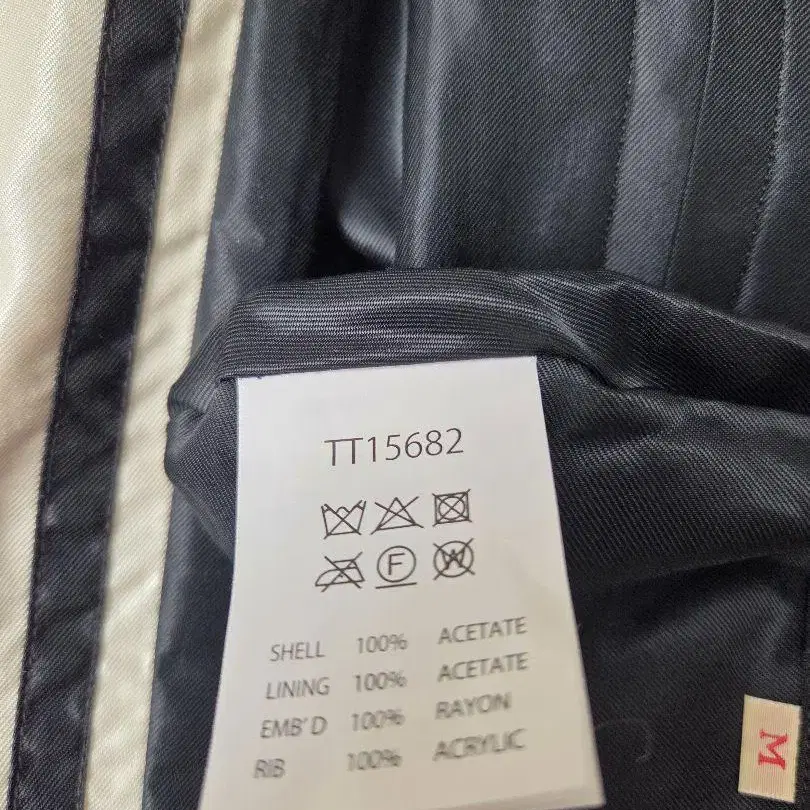 TT15682
F W
SHELL 100% ACETATE
LINING 100% ACETATE
EMB'D 100% RAYON
RIB 100% ACRYLIC
M